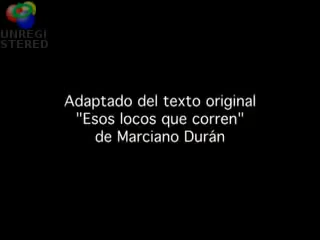 UNREGI
STERED
Adaptado del texto original
"Esos locos que corren"
de Marciano Durán